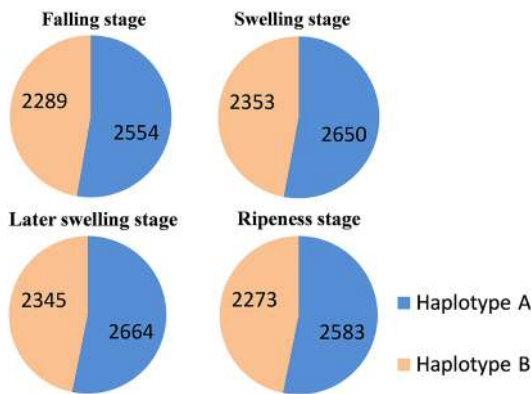 Falling stage
Swelling stage
2289
2554
2353
2650
Later swelling stage
Ripeness stage
2345
2664
2273
2583
Haplotype A
Haplotype B